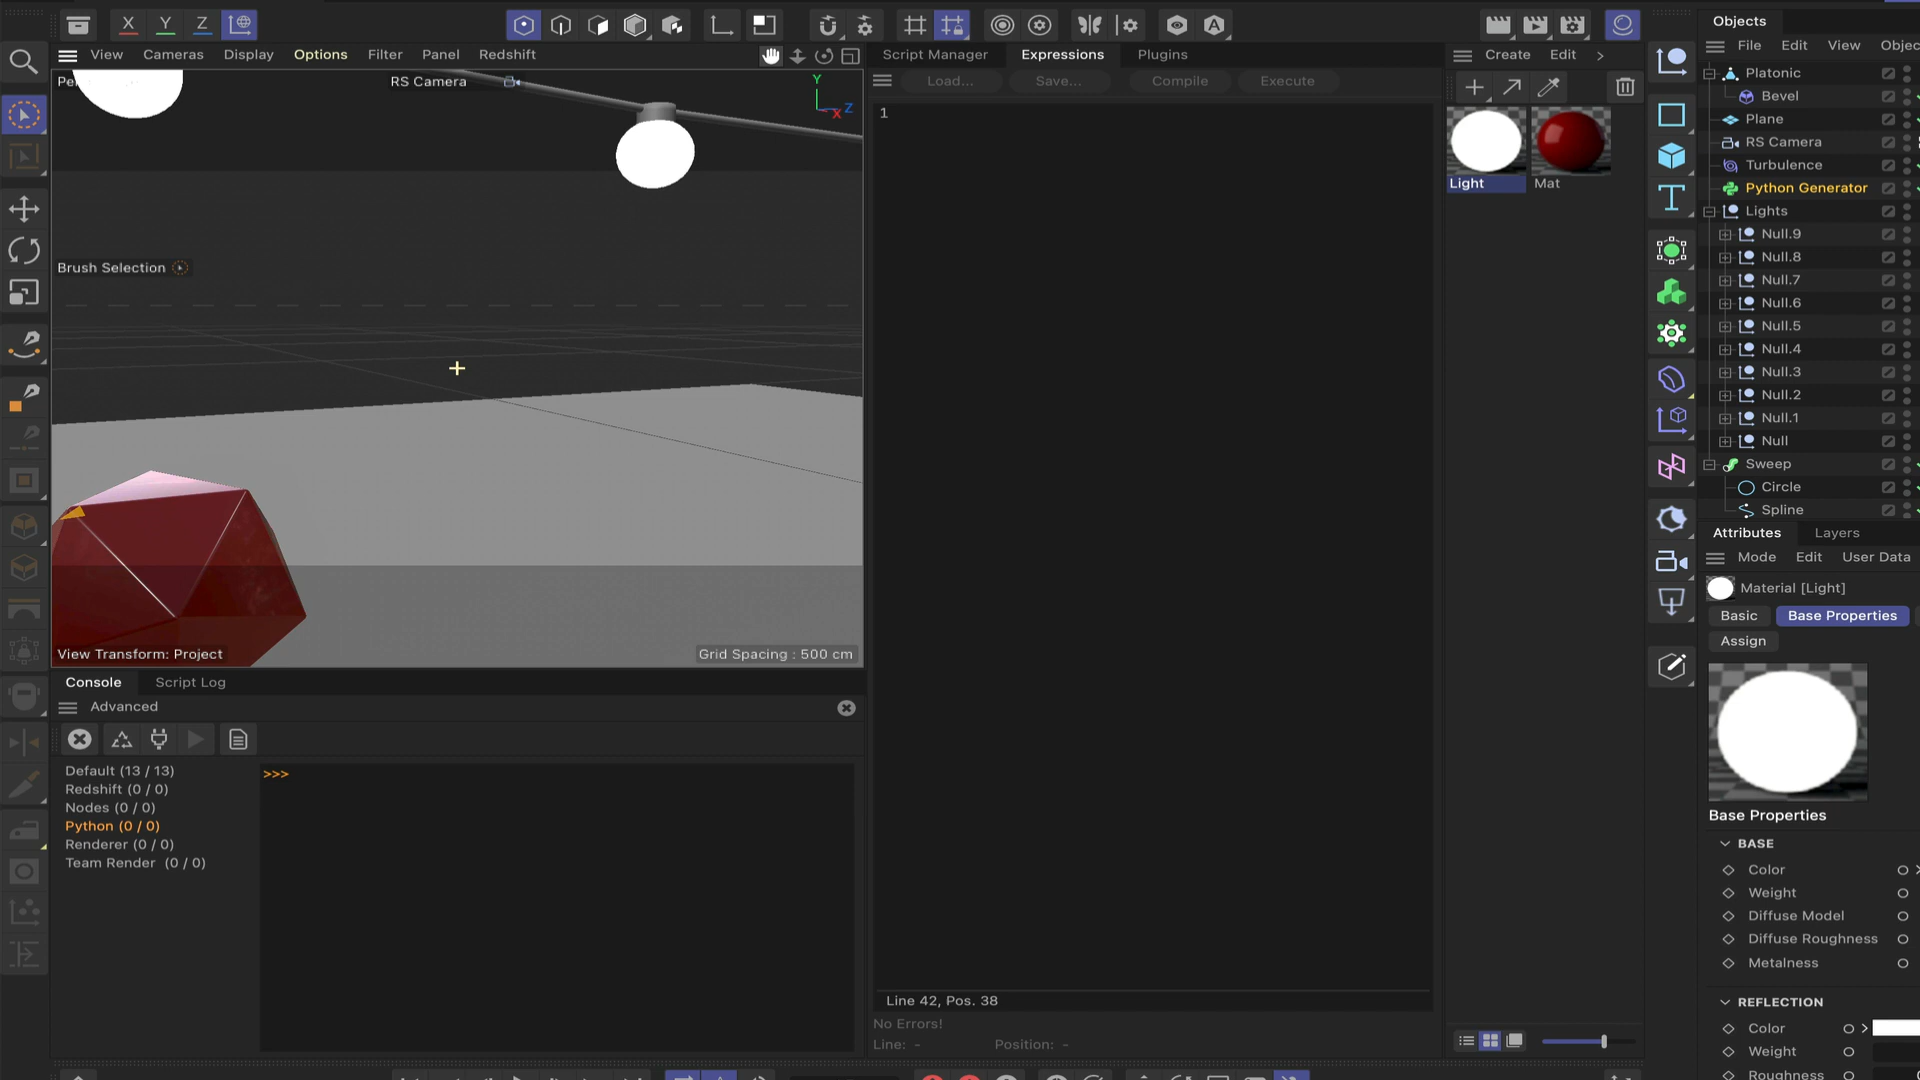 X Y Z
Objects
View Cameras Display Options Filter Panel Redshift
Script Manager Expressions Plugins
Create Edit
File Edit View Objec
Per
RS Camera
Y
Z
X
Load... Save... Compile Execute
1
Light
Mat
Brush Selection
View Transform: Project
Grid Spacing : 500 cm
Platonic
Bevel
Plane
RS Camera
Turbulence
Python Generator
Lights
Null.9
Null.8
Null.7
Null.6
Null.5
Null.4
Null.3
Null.2
Null.1
Null
Sweep
Circle
Spline
Attributes Layers
Mode Edit User Data
Material [Light]
Basic Base Properties
Assign
Base Properties
BASE
Color
Weight
Diffuse Model
Diffuse Roughness
Metalness
REFLECTION
Color
Weight
Roughness
Console Script Log
Advanced
Default (13 / 13)
Redshift (0 / 0)
Nodes (0 / 0)
Python (0 / 0)
Renderer (0 / 0)
Team Render (0 / 0)
>>>
Line 42, Pos. 38
No Errors!
Line: - Position: -